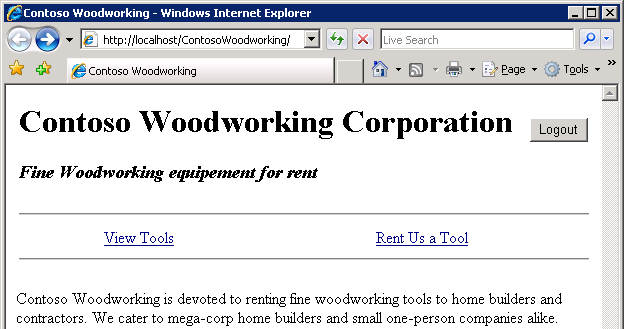 Contoso Woodworking - Windows Internet Explorer
http://localhost/ContosoWoodworking/
Live Search
Contoso Woodworking
Page
Tools
Contoso Woodworking Corporation
Logout
Fine Woodworking equipement for rent
View Tools
Rent Us a Tool
Contoso Woodworking is devoted to renting fine woodworking tools to home builders and
contractors. We cater to mega-corp home builders and small one-person companies alike.